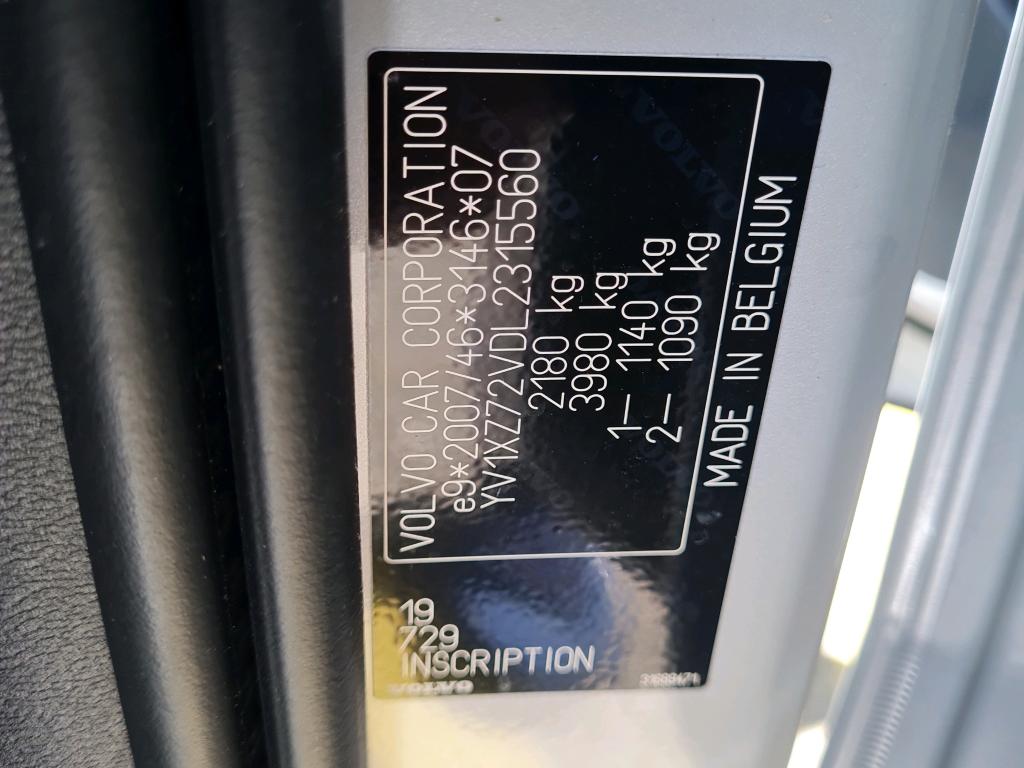 VOLVO CAR CORPORATION
e9*2007/46*3146*07
YV1XZ72VDL2315560
2180 kg
3980 kg
1– 1140 kg
2– 1090 kg
MADE IN BELGIUM
19
729
INSCRIPTION
VOLVO